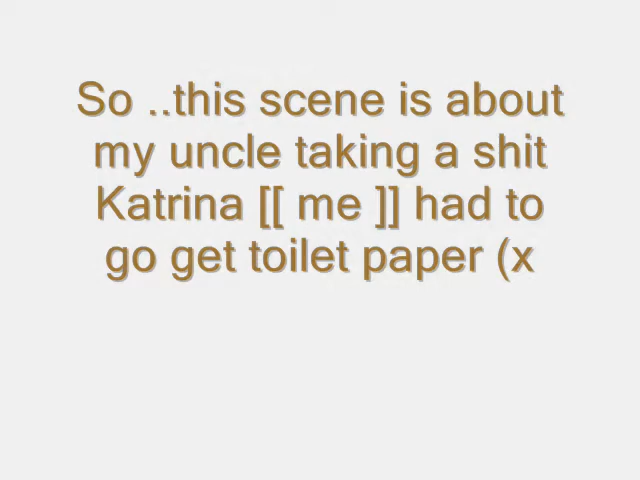 So ..this scene is about
my uncle taking a shit
Katrina [[ me ]] had to
go get toilet paper (x